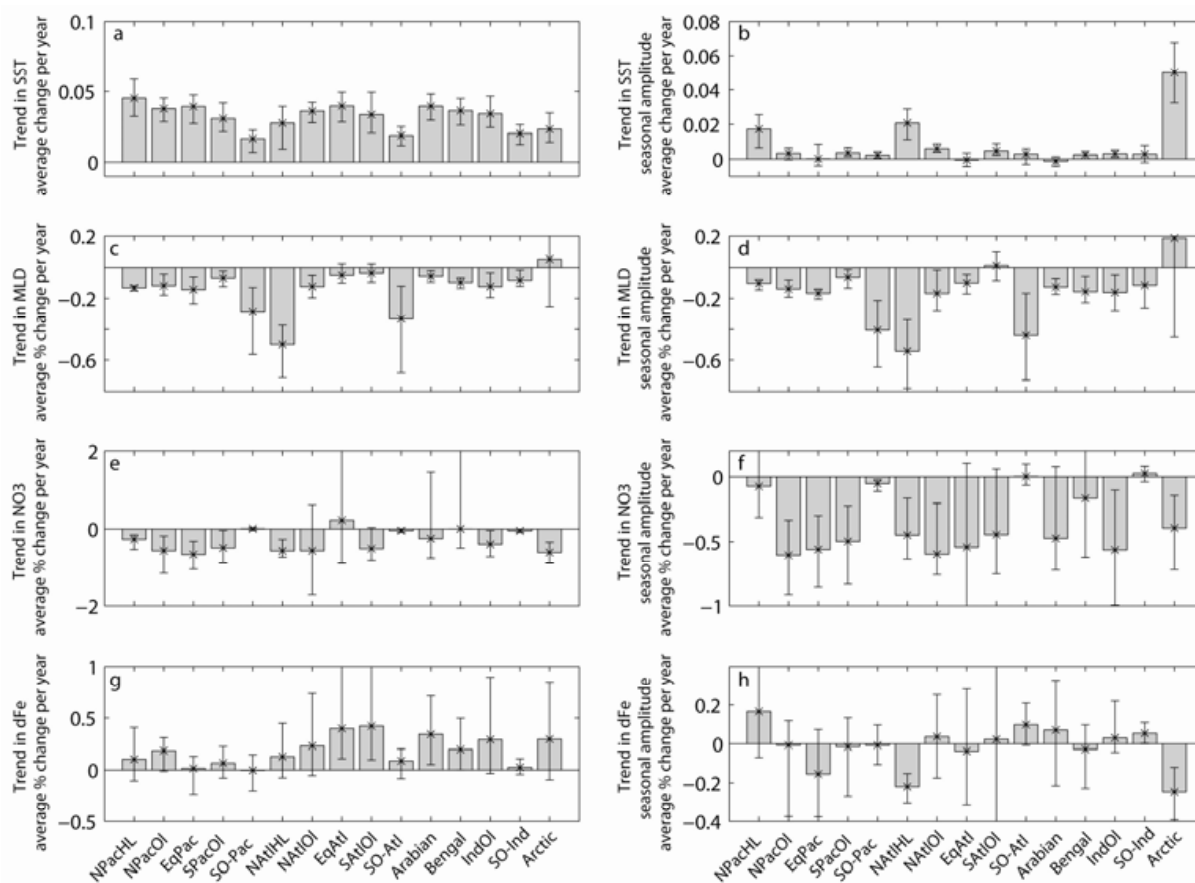 a
Trend in SST
average change per year
0.1
0.05
0
b
Trend in SST
seasonal amplitude
average change per year
0.08
0.06
0.04
0.02
0
c
Trend in MLD
average % change per year
0.2
−0.2
−0.6
d
Trend in MLD
seasonal amplitude
average % change per year
0.2
−0.2
−0.6
e
Trend in NO3
average % change per year
2
0
−2
f
Trend in NO3
seasonal amplitude
average % change per year
0
−0.5
−1
g
Trend in dFe
average % change per year
1
0.5
0
−0.5
h
Trend in dFe
seasonal amplitude
average % change per year
0.2
0
−0.2
−0.4
NPacHL
NPacOl
EqPac
SPacOl
SO-Pac
NAtlHL
NAtlOl
EqAtl
SAtlOl
SO-Atl
Arabian
Bengal
IndOl
SO-Ind
Arctic
NPacHL
NPacOl
EqPac
SPacOl
SO-Pac
NAtlHL
NAtlOl
EqAtl
SAtlOl
SO-Atl
Arabian
Bengal
IndOl
SO-Ind
Arctic